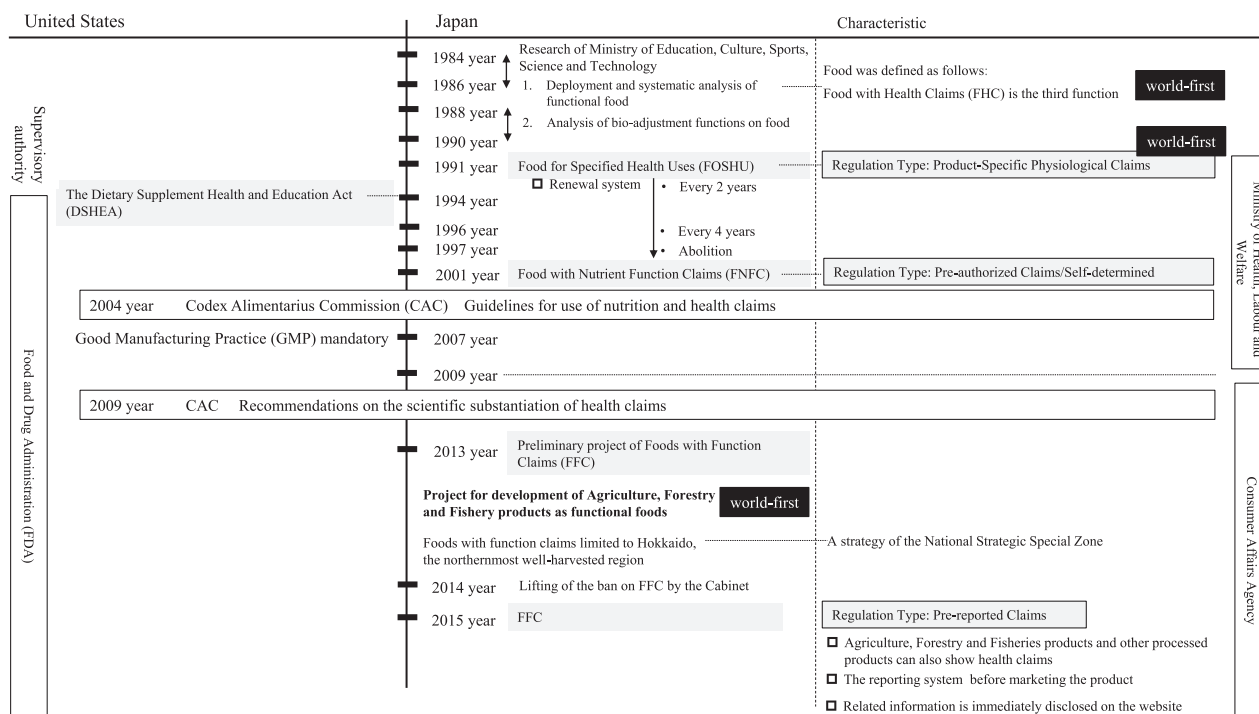 United States
Japan
Characteristic
Supervisory
authority
Food and Drug Administration (FDA)
1984 year
Research of Ministry of Education, Culture, Sports,
Science and Technology
1986 year
1. Deployment and systematic analysis of
functional food
Food was defined as follows:
Food with Health Claims (FHC) is the third function
world-first
1988 year
2. Analysis of bio-adjustment functions on food
1990 year
world-first
1991 year
Food for Specified Health Uses (FOSHU)
Regulation Type: Product-Specific Physiological Claims
Renewal system
• Every 2 years
The Dietary Supplement Health and Education Act
(DSHEA)
1994 year
1996 year
• Every 4 years
1997 year
• Abolition
2001 year
Food with Nutrient Function Claims (FNFC)
Regulation Type: Pre-authorized Claims/Self-determined
Ministry of Health, Labour and
Welfare
2004 year Codex Alimentarius Commission (CAC) Guidelines for use of nutrition and health claims
Good Manufacturing Practice (GMP) mandatory
2007 year
2009 year
2009 year CAC Recommendations on the scientific substantiation of health claims
2013 year
Preliminary project of Foods with Function
Claims (FFC)
Project for development of Agriculture, Forestry
and Fishery products as functional foods
world-first
Foods with function claims limited to Hokkaido,
the northernmost well-harvested region
A strategy of the National Strategic Special Zone
2014 year
Lifting of the ban on FFC by the Cabinet
2015 year
FFC
Regulation Type: Pre-reported Claims
Agriculture, Forestry and Fisheries products and other processed
products can also show health claims
The reporting system before marketing the product
Related information is immediately disclosed on the website
Consumer Affairs Agency